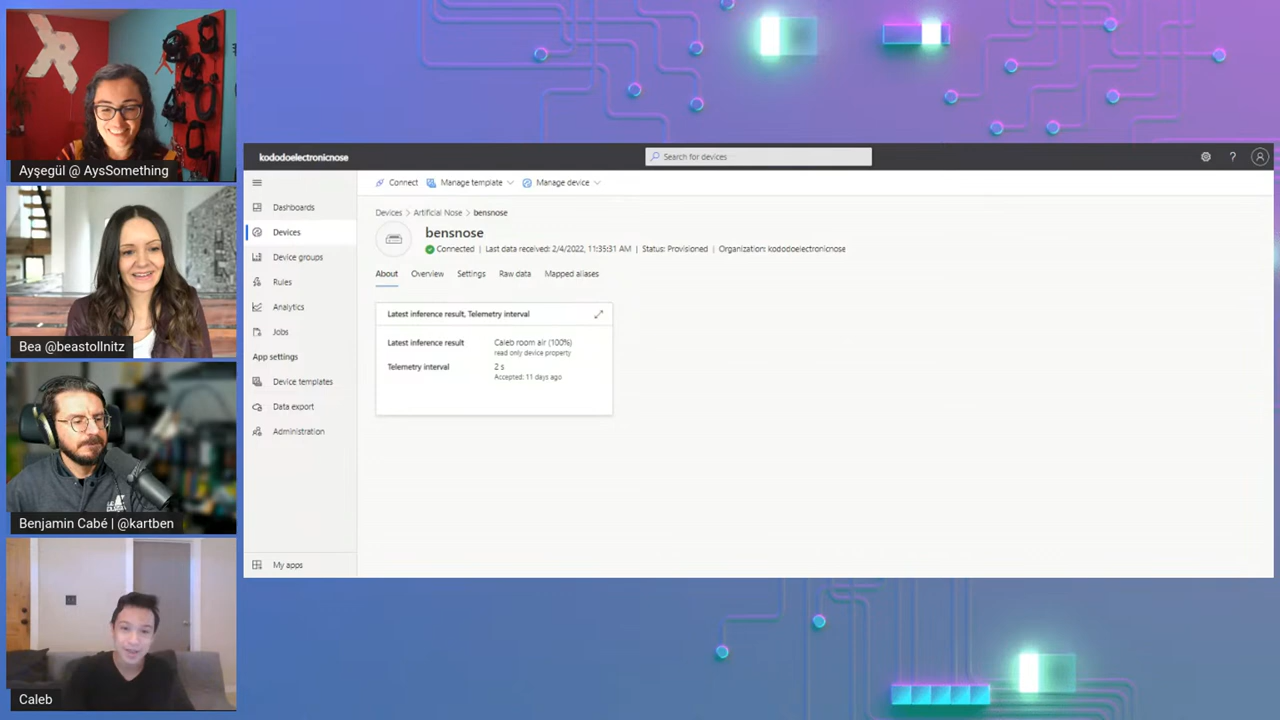 Ayşegül @ AysSomething
Bea @beastollnitz
Benjamin Cabé | @kartben
Caleb
kododoelectronicnose
Search for devices
?
Connect
Manage template
Manage device
Dashboards
Devices
Device groups
Rules
Analytics
Jobs
App settings
Device templates
Data export
Administration
My apps
Devices > Artificial Nose > bensnose
bensnose
Connected | Last data received: 2/4/2022, 11:35:31 AM | Status: Provisioned | Organization: kododoelectronicnose
About Overview Settings Raw data Mapped aliases
Latest inference result, Telemetry interval
Latest inference result Caleb room air (100%)
read only device property
Telemetry interval 2 s
Accepted: 11 days ago